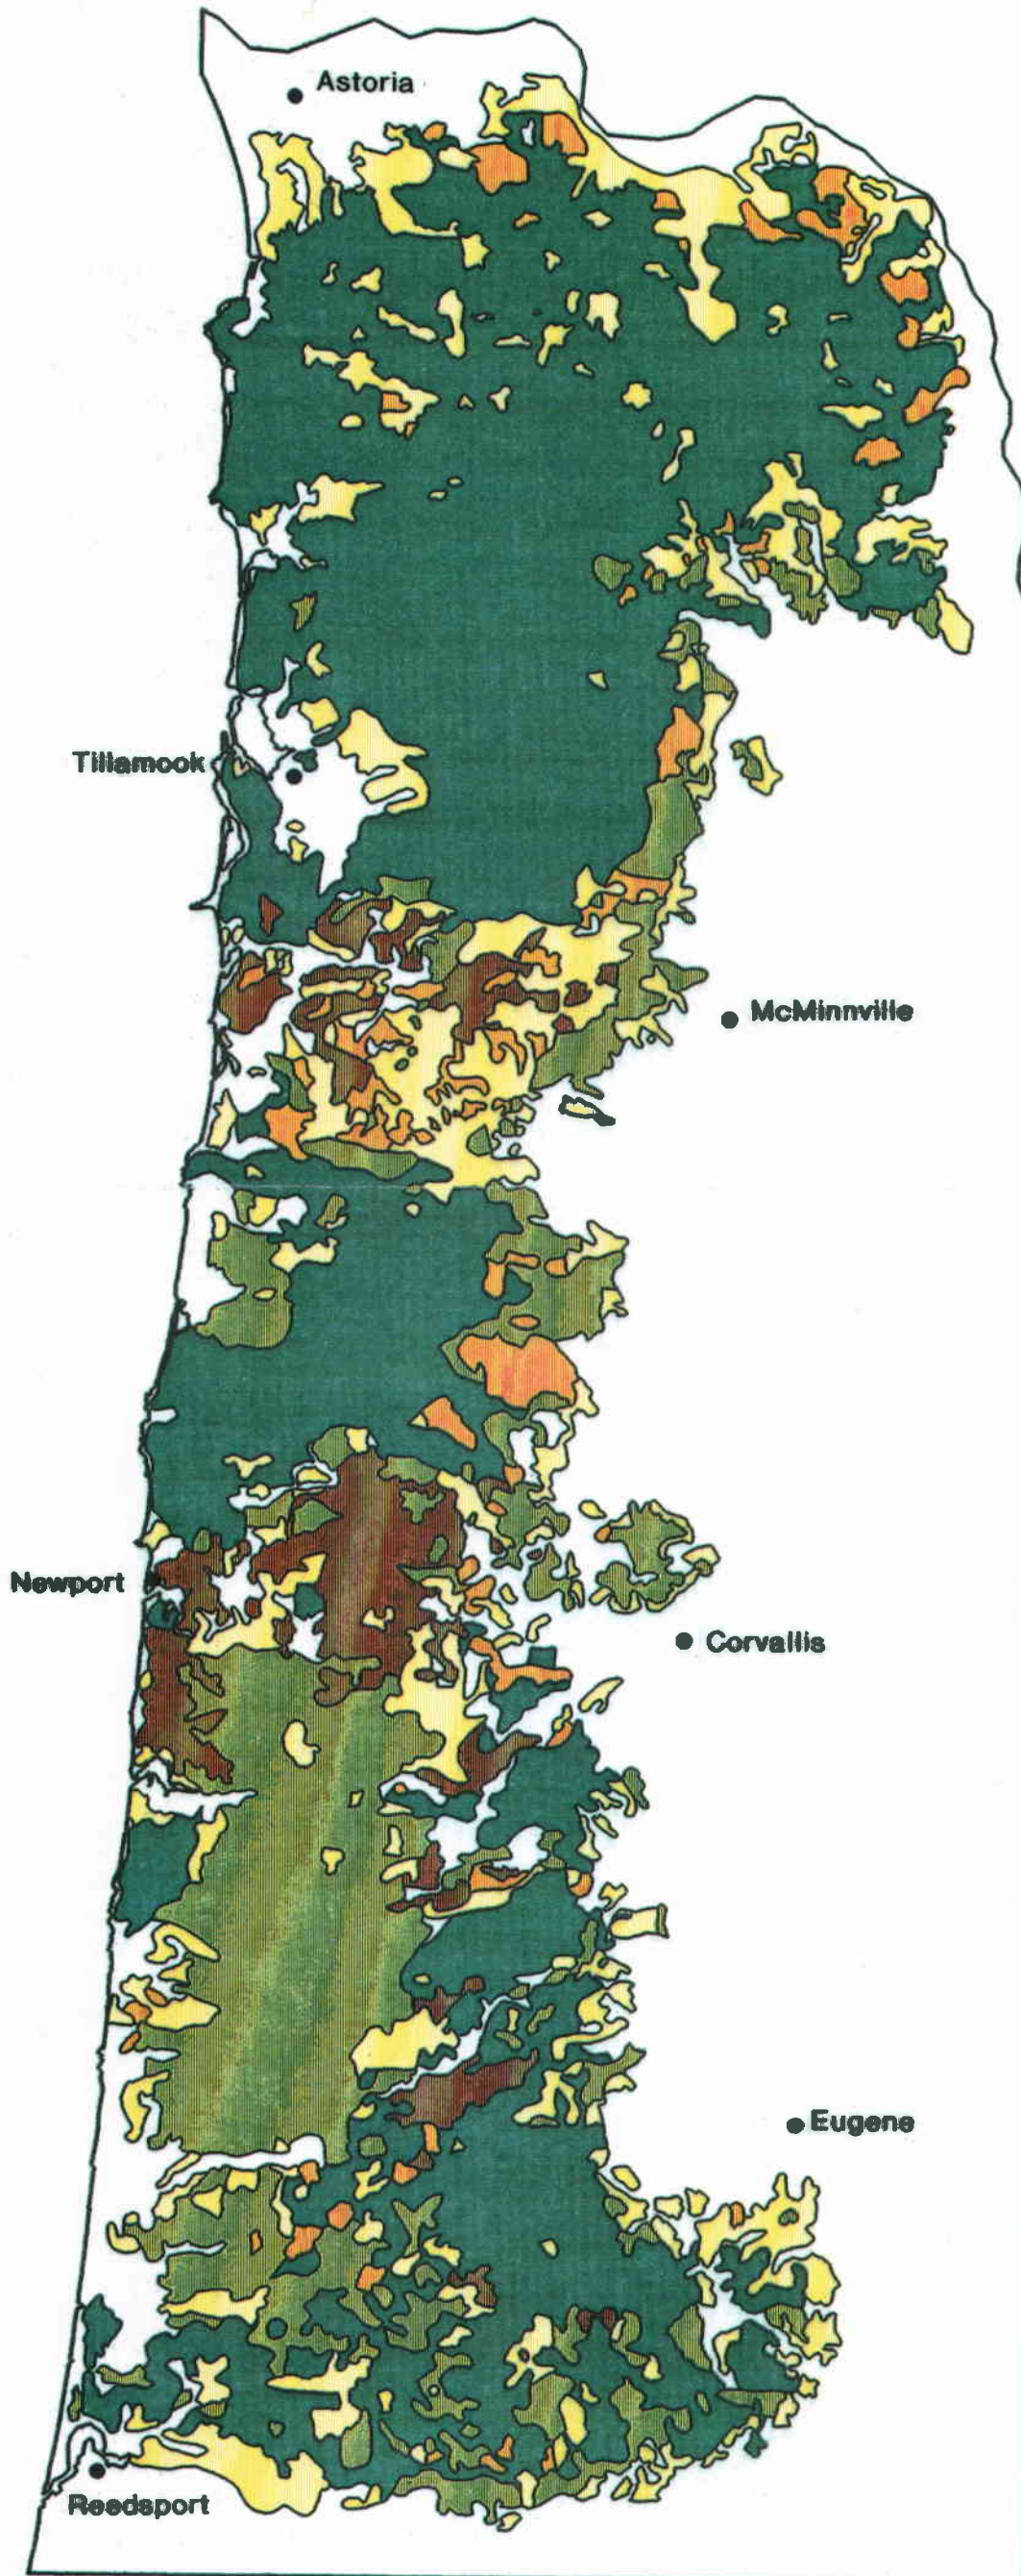 Astoria
Tillamook
McMinnville
Newport
Corvallis
Eugene
Reedsport